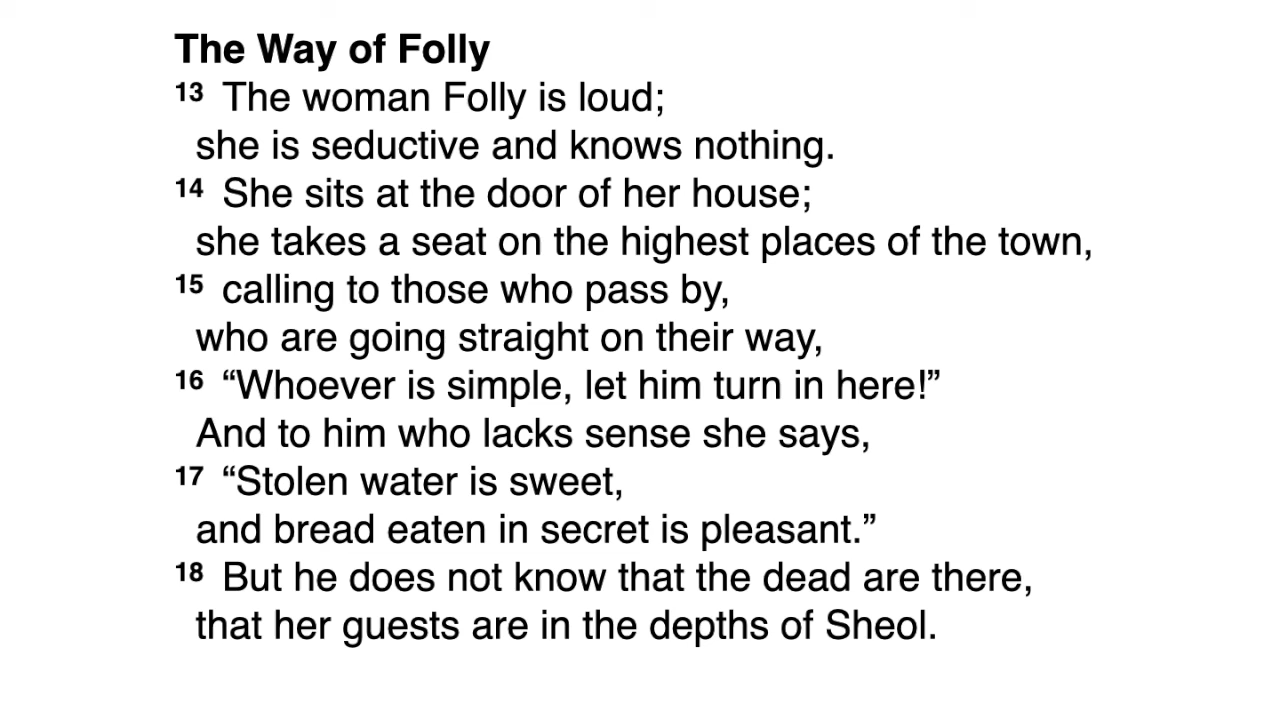 The Way of Folly
13 The woman Folly is loud;
she is seductive and knows nothing.
14 She sits at the door of her house;
she takes a seat on the highest places of the town,
15 calling to those who pass by,
who are going straight on their way,
16 “Whoever is simple, let him turn in here!”
And to him who lacks sense she says,
17 “Stolen water is sweet,
and bread eaten in secret is pleasant.”
18 But he does not know that the dead are there,
that her guests are in the depths of Sheol.